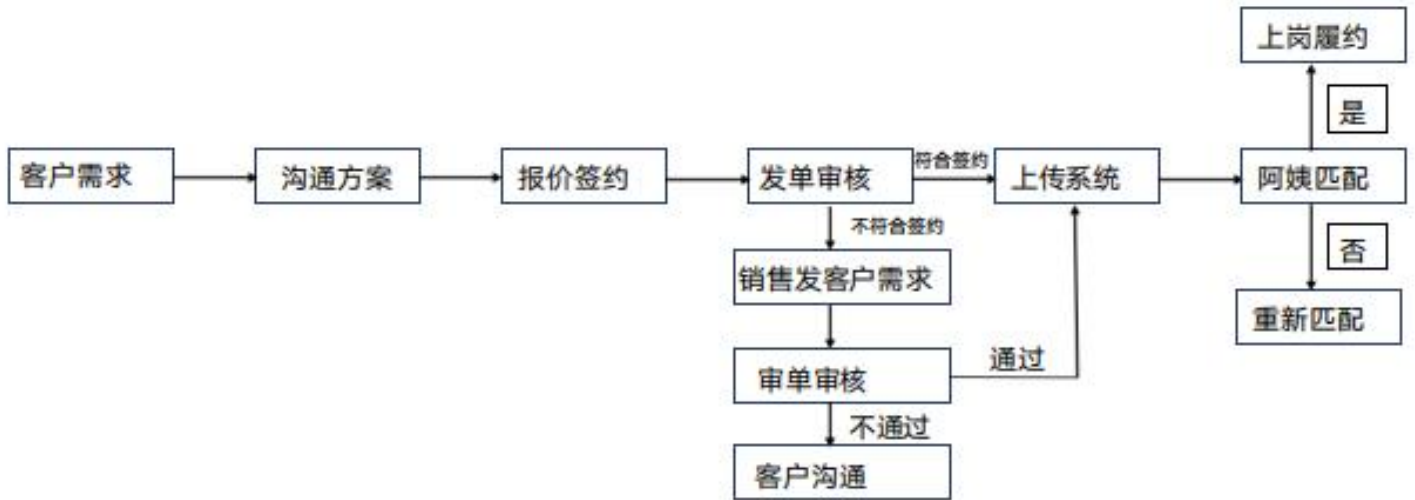 上岗履约
是
客户需求
沟通方案
报价签约
发单审核
符合签约
上传系统
阿姨匹配
不符合签约
否
销售发客户需求
重新匹配
审单审核
通过
不通过
客户沟通